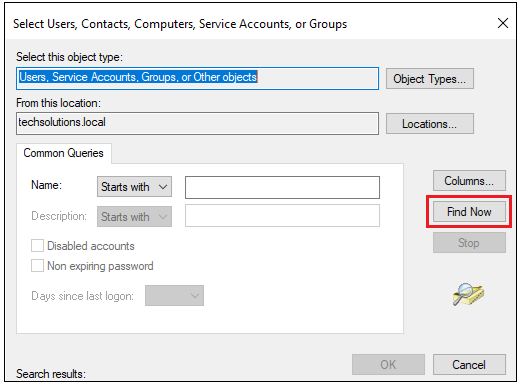 Select Users, Contacts, Computers, Service Accounts, or Groups
Select this object type:
Users, Service Accounts, Groups, or Other objects
Object Types...
From this location:
techsolutions.local
Locations...
Common Queries
Name:
Starts with
Columns...
Description:
Starts with
Find Now
Disabled accounts
Stop
Non expiring password
Days since last logon:
OK
Cancel
Search results: